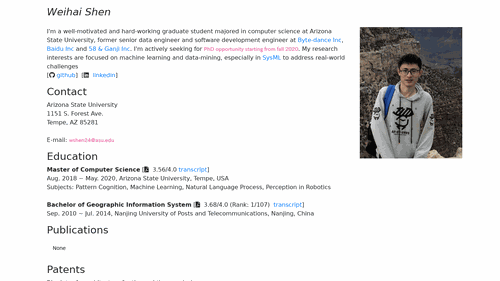 Weihai Shen
I'm a well-motivated and hard-working graduate student majored in computer science at Arizona
State University, former senior data engineer and software development engineer at Byte-dance Inc,
Baidu Inc and 58 & Ganji Inc. I'm actively seeking for PhD opportunity starting from fall 2020. My research
interests are focused on machine learning and data-mining, especially in SysML to address real-world
challenges
[ github] [ linkedin]
Contact
Arizona State University
1151 S. Forest Ave.
Tempe, AZ 85281
E-mail: weihen24@asu.edu
Education
Master of Computer Science [ 3.56/4.0 transcript]
Aug. 2018 − May. 2020, Arizona State University, Tempe, USA
Subjects: Pattern Cognition, Machine Learning, Natural Language Process, Perception in Robotics
Bachelor of Geographic Information System [ 3.68/4.0 (Rank: 1/107) transcript]
Sep. 2010 − Jul. 2014, Nanjing University of Posts and Telecommunications, Nanjing, China
Publications
None
Patents